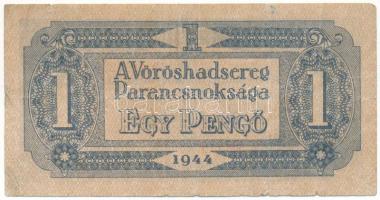 1
A Vöröshadsereg
1 Parancsnoksága 1
EGY PENGŐ
1944